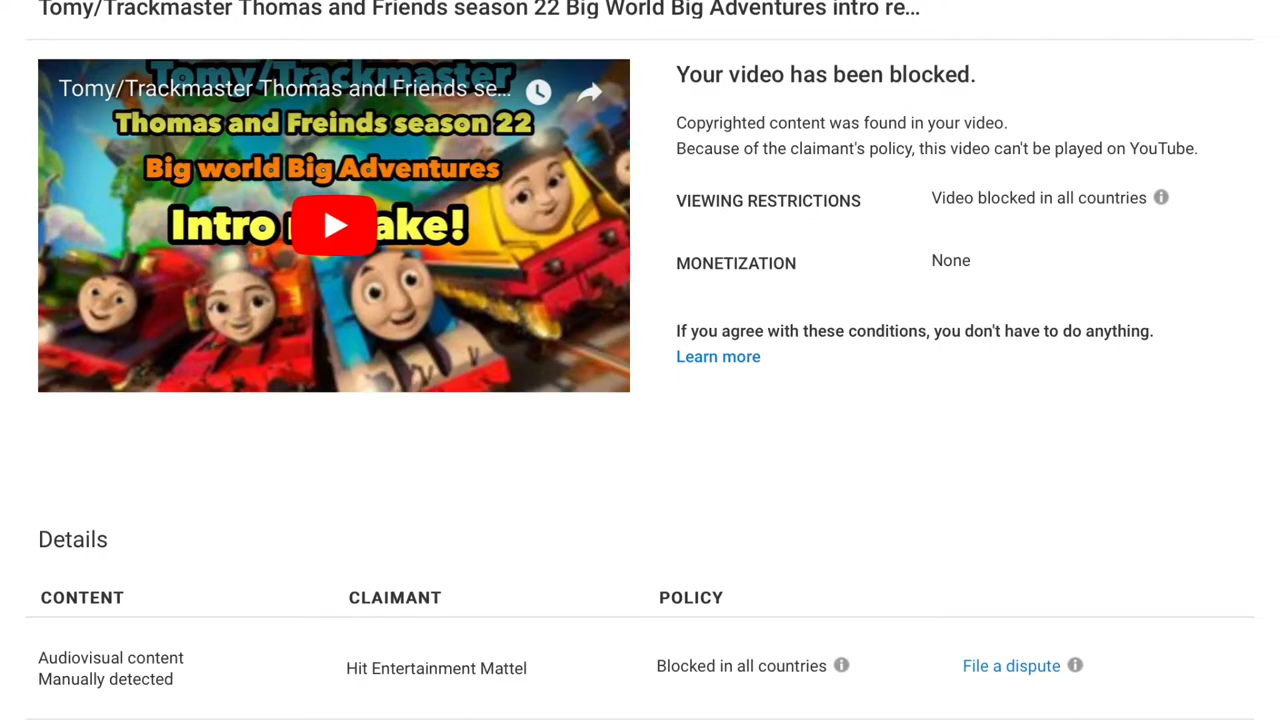 Tomy/Trackmaster Thomas and Friends season 22 Big World Big Adventures intro re...
Tomy/Trackmaster
Tomy/Trackmaster Thomas and Friends se...
Thomas and Freinds season 22
Big world Big Adventures
Intro ake!
Your video has been blocked.
Copyrighted content was found in your video.
Because of the claimant's policy, this video can't be played on YouTube.
VIEWING RESTRICTIONS Video blocked in all countries
MONETIZATION None
If you agree with these conditions, you don't have to do anything.
Learn more
Details
CONTENT CLAIMANT POLICY
Audiovisual content
Manually detected
Hit Entertainment Mattel
Blocked in all countries
File a dispute